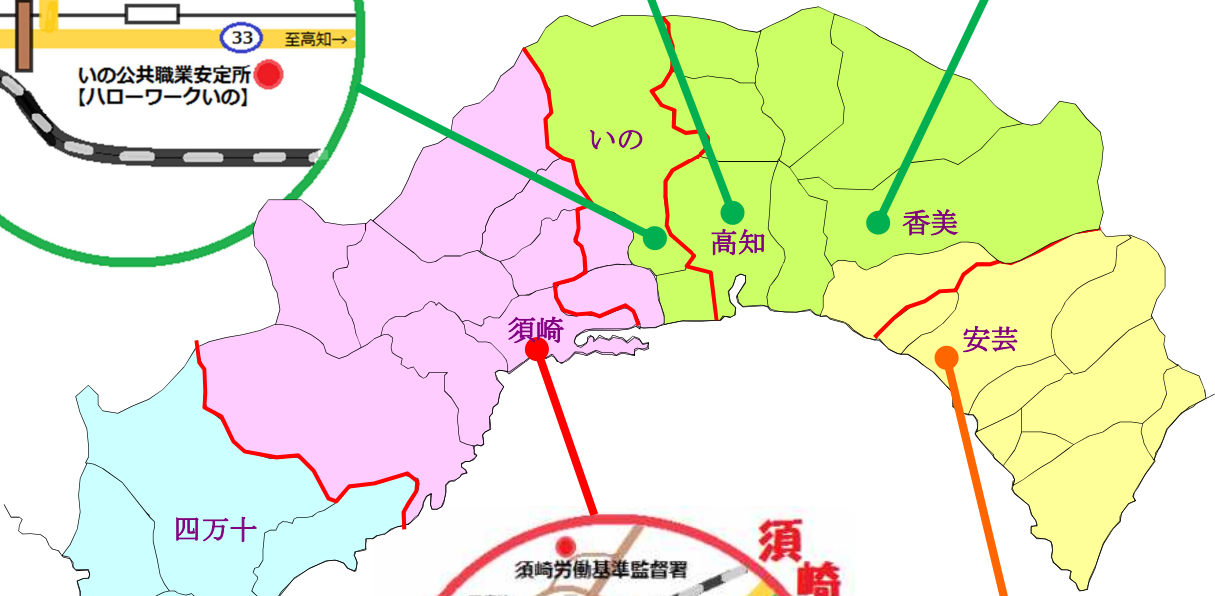 33
至高知→
いの公共職業安定所
【ハローワークいの】
いの
香美
高知
須崎
安芸
四万十
須崎労働基準監督署
須
崎